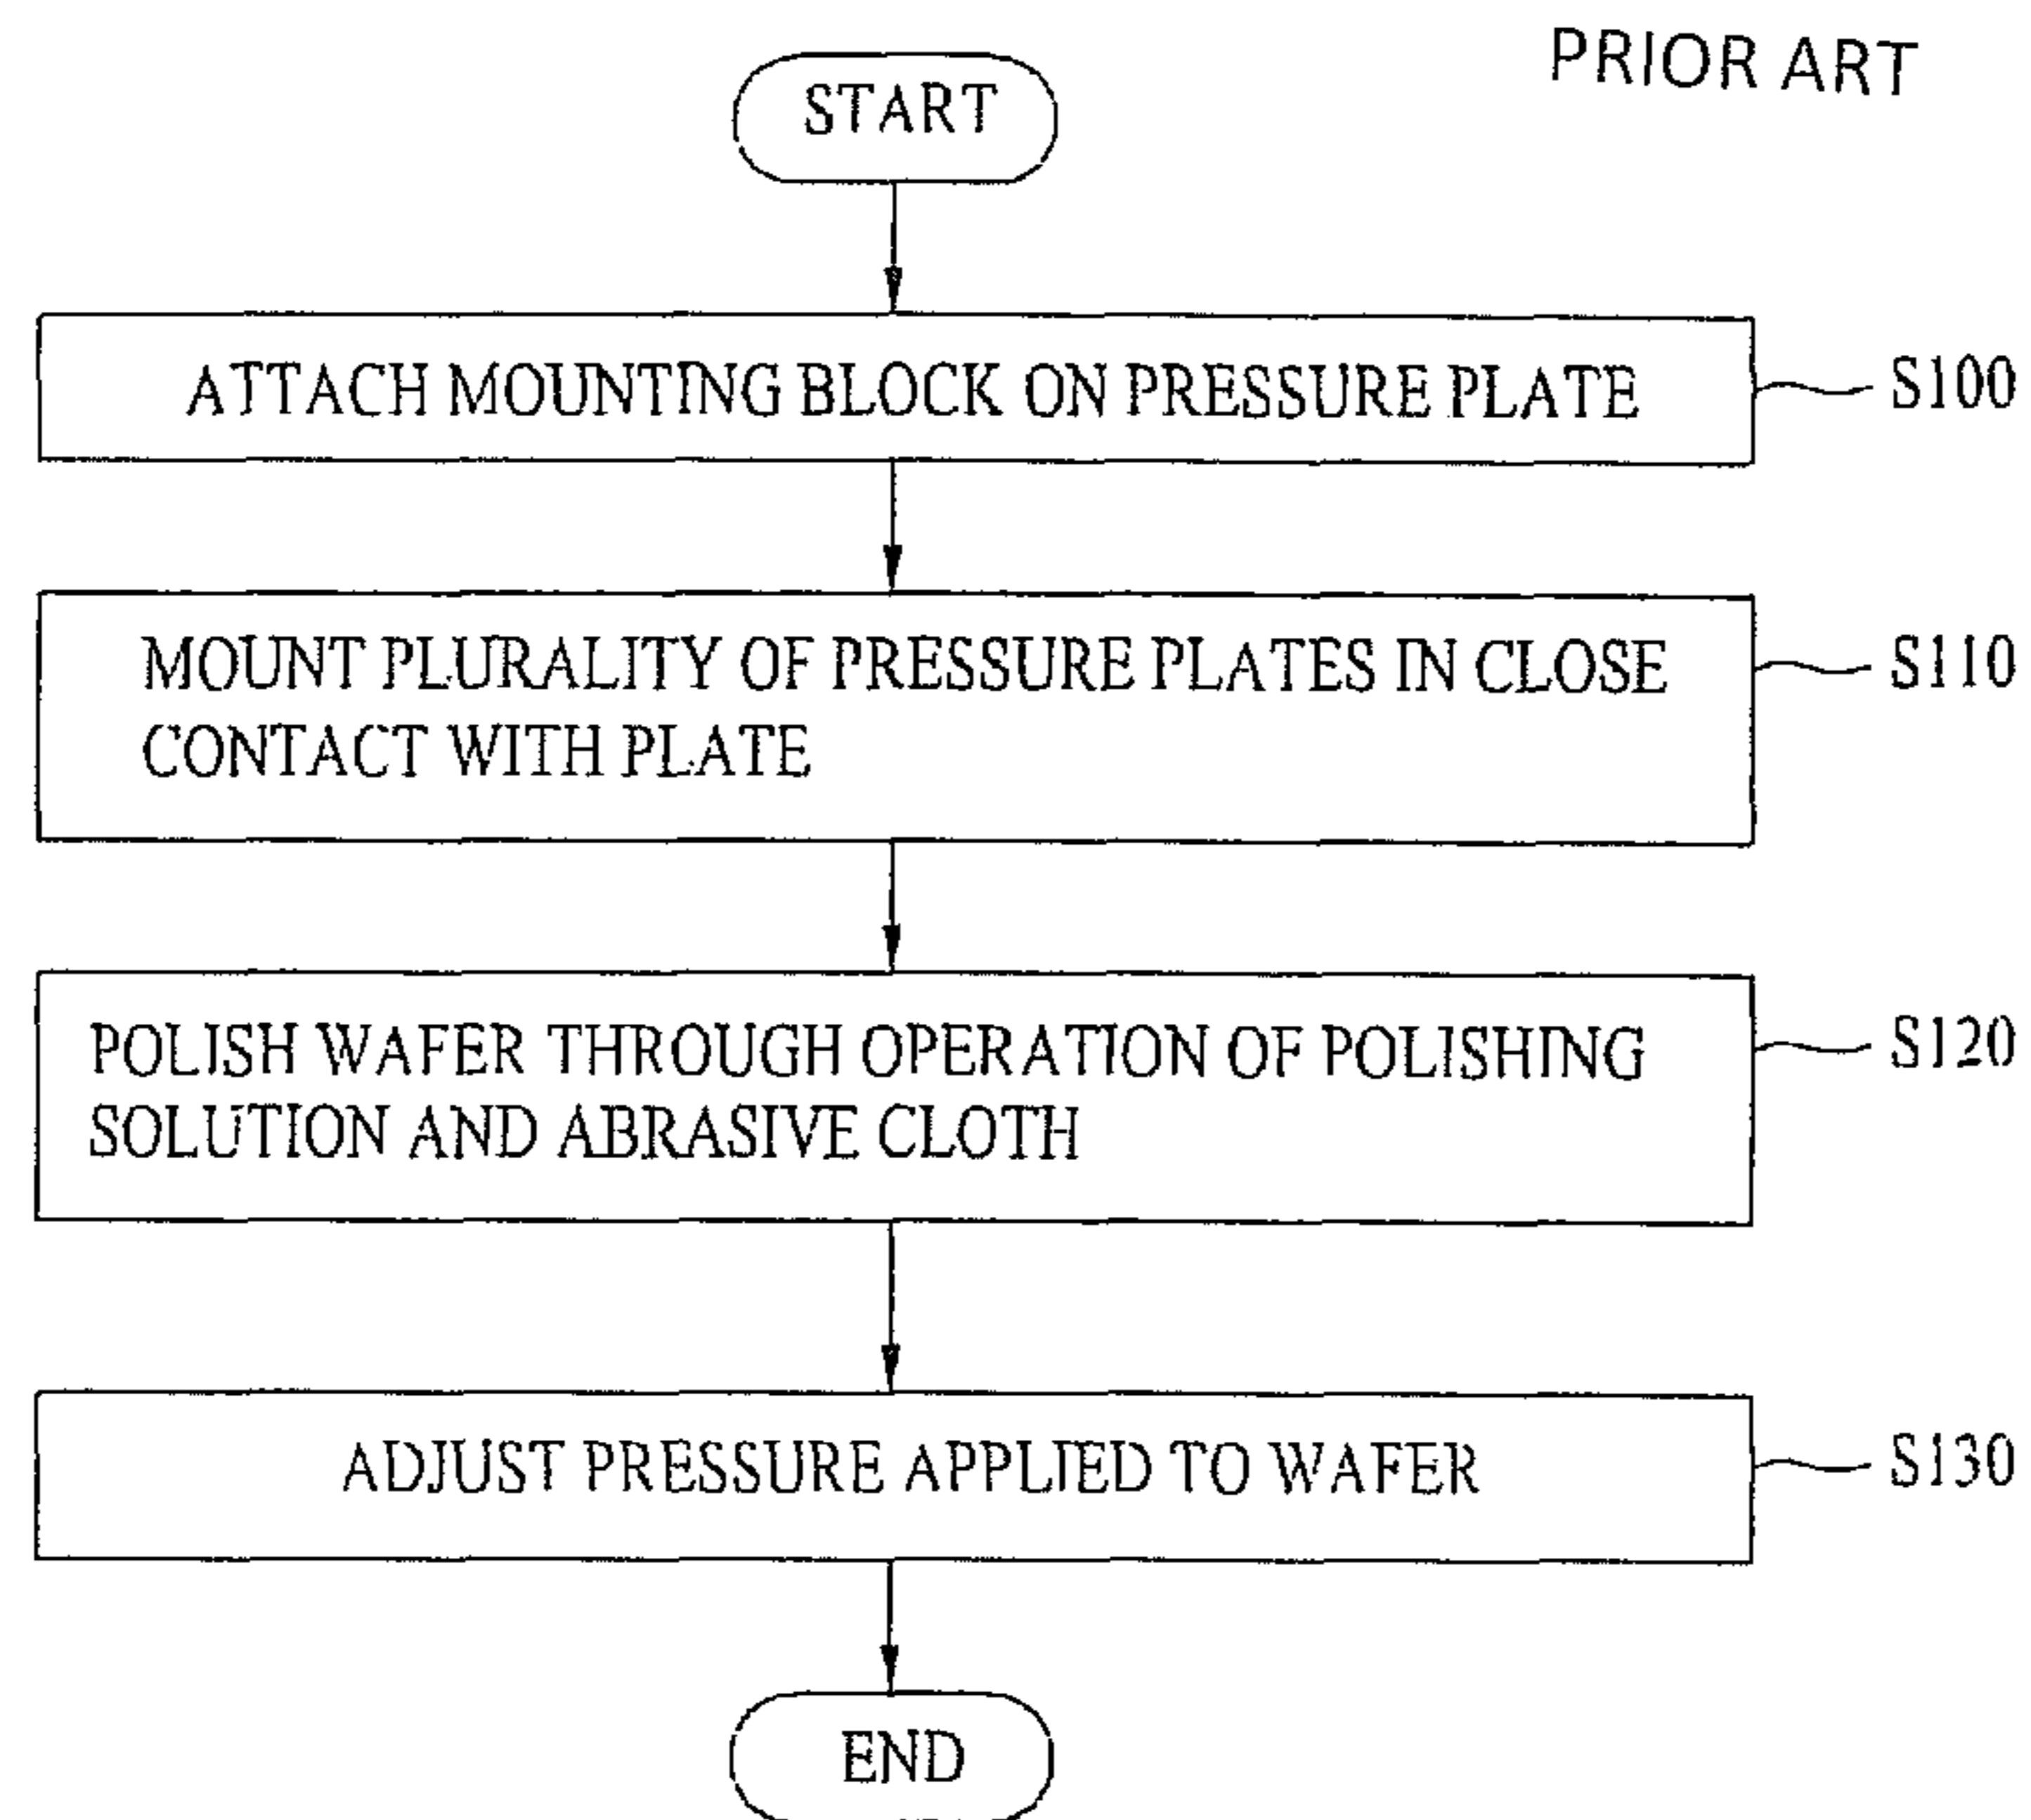 PRIOR ART
START
ATTACH MOUNTING BLOCK ON PRESSURE PLATE
S100
MOUNT PLURALITY OF PRESSURE PLATES IN CLOSE
CONTACT WITH PLATE
S110
POLISH WAFER THROUGH OPERATION OF POLISHING
SOLUTION AND ABRASIVE CLOTH
S120
ADJUST PRESSURE APPLIED TO WAFER
S130
END